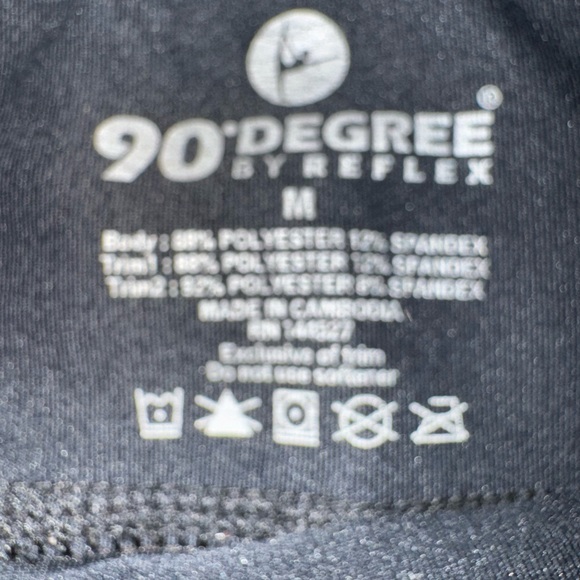 90° DEGREE ®
BY REFLEX
M
Body : 88% POLYESTER 12% SPANDEX
Trim1 : 88% POLYESTER 12% SPANDEX
Trim2 : 92% POLYESTER 8% SPANDEX
MADE IN CAMBODIA
RN
Exclusive of trim
Do not use softener